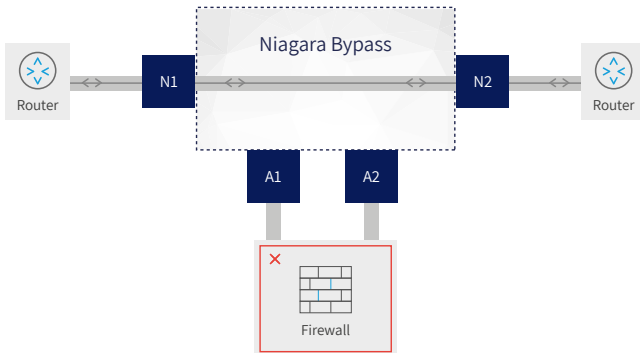 Niagara Bypass
Router
N1
N2
Router
A1
A2
Firewall